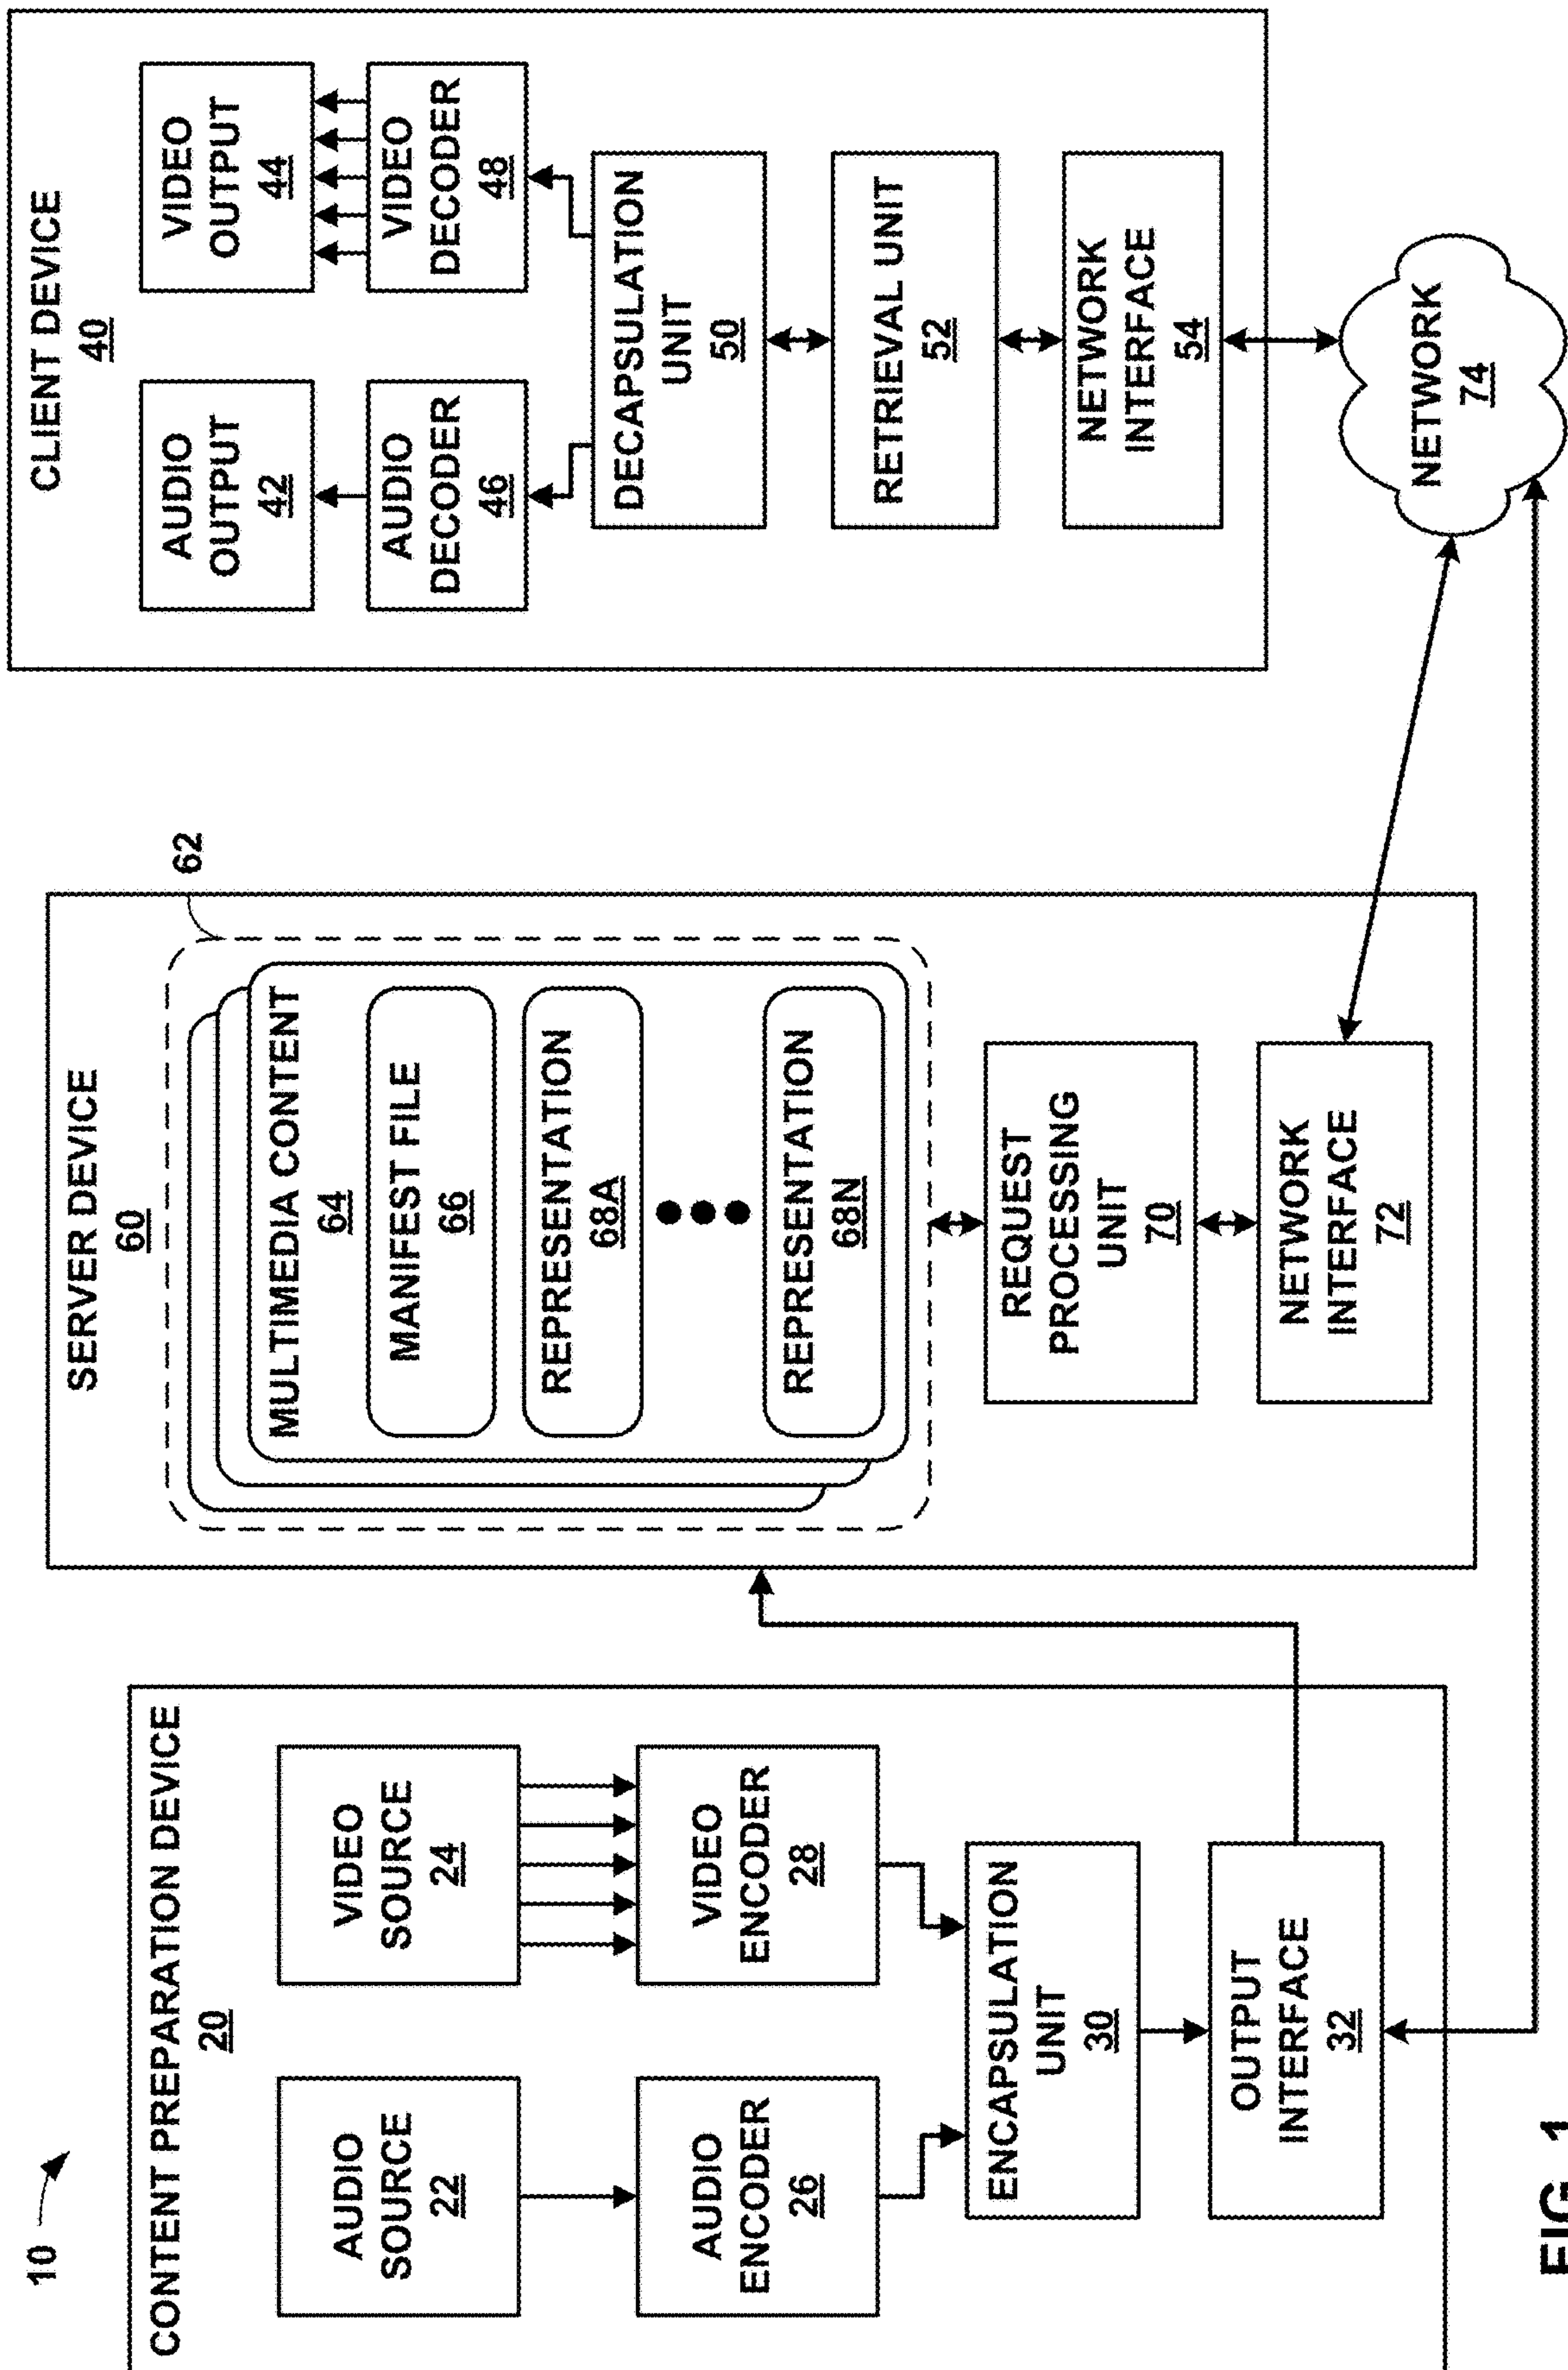 10
CONTENT PREPARATION DEVICE
20
AUDIO
SOURCE
22
VIDEO
SOURCE
24
AUDIO
ENCODER
26
VIDEO
ENCODER
28
ENCAPSULATION
UNIT
30
OUTPUT
INTERFACE
32
SERVER DEVICE
60
62
MULTIMEDIA CONTENT
64
MANIFEST FILE
66
REPRESENTATION
68A
REPRESENTATION
68N
REQUEST
PROCESSING
UNIT
70
NETWORK
INTERFACE
72
CLIENT DEVICE
40
AUDIO
OUTPUT
42
VIDEO
OUTPUT
44
AUDIO
DECODER
46
VIDEO
DECODER
48
DECAPSULATION
UNIT
50
RETRIEVAL UNIT
52
NETWORK
INTERFACE
54
NETWORK
74
FIG. 1